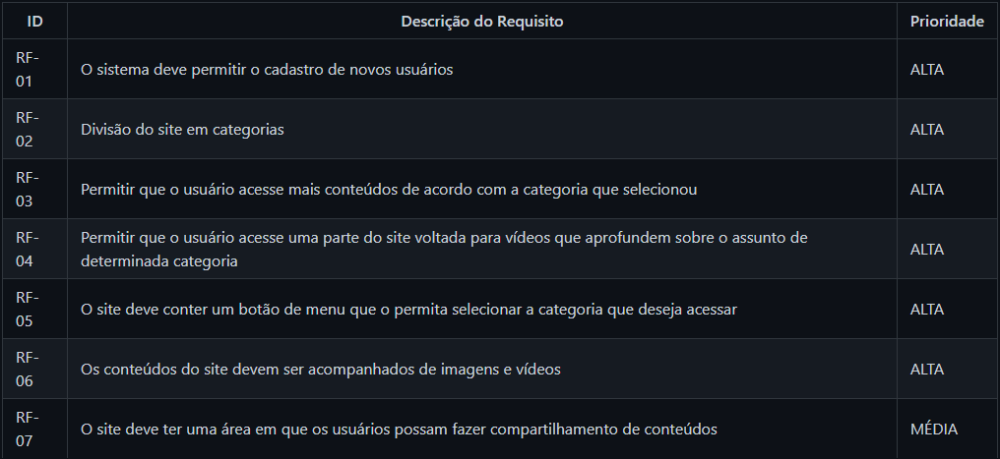 ID Descrição do Requisito Prioridade
RF-
01 O sistema deve permitir o cadastro de novos usuários ALTA
RF-
02 Divisão do site em categorias ALTA
RF-
03 Permitir que o usuário acesse mais conteúdos de acordo com a categoria que selecionou ALTA
RF-
04 Permitir que o usuário acesse uma parte do site voltada para vídeos que aprofundem sobre o assunto de
determinada categoria ALTA
RF-
05 O site deve conter um botão de menu que o permita selecionar a categoria que deseja acessar ALTA
RF-
06 Os conteúdos do site devem ser acompanhados de imagens e vídeos ALTA
RF-
07 O site deve ter uma área em que os usuários possam fazer compartilhamento de conteúdos MÉDIA